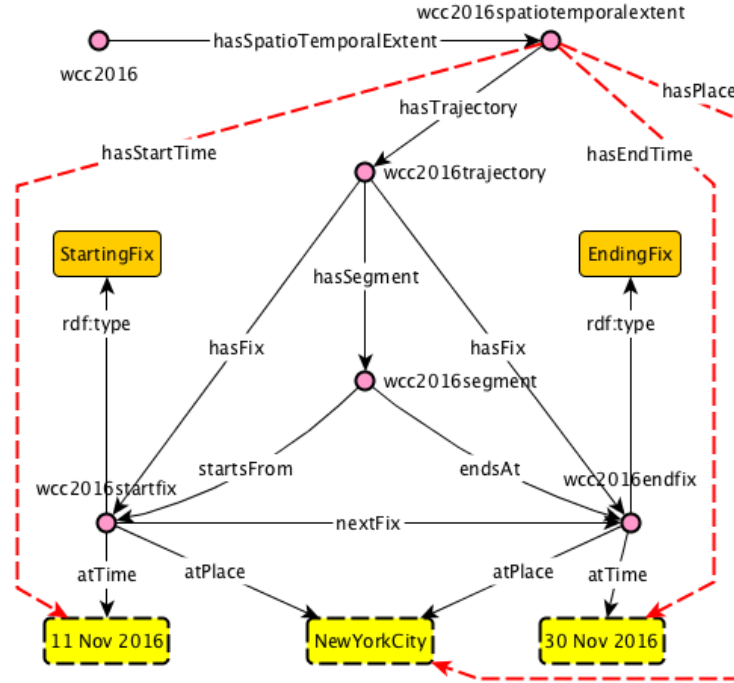 wcc2016spatiotemporalextent
hasSpatioTemporalExtent
wcc2016
hasPlace
hasTrajectory
hasStartTime
hasEndTime
wcc2016trajectory
StartingFix
EndingFix
hasSegment
rdf:type
rdf:type
hasFix
hasFix
wcc2016segment
startsFrom
endsAt
wcc2016startfix
wcc2016endfix
nextFix
atTime
atPlace
atPlace
atTime
11 Nov 2016
NewYorkCity
30 Nov 2016